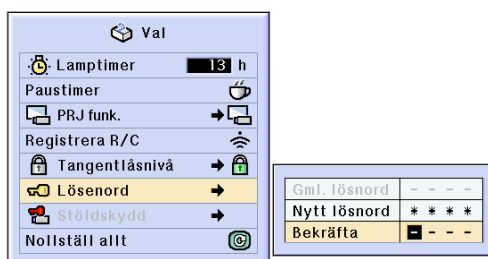 Val
Lamptimer 13 h
Paustimer
PRJ funk.
Registrera R/C
Tangentlåsnivå
Lösenord
Stöldskydd
Nollställ allt
Gml. lösnord - - - -
Nytt lösnord * * * *
Bekräfta - - - -